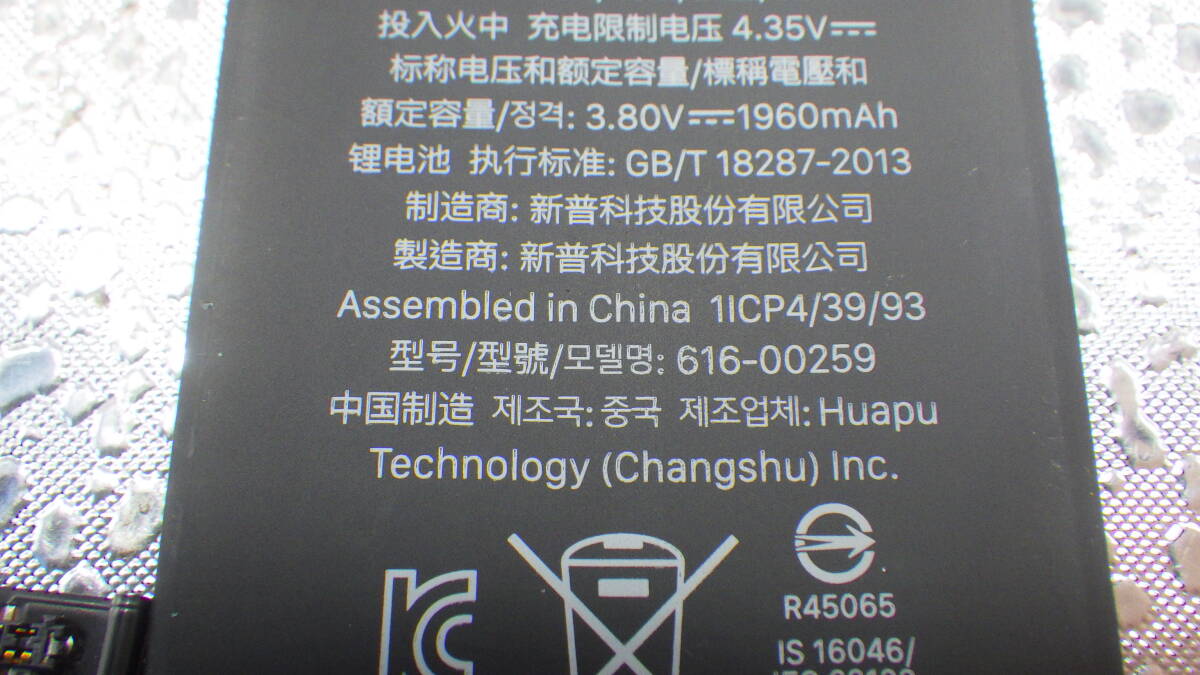 投入火中 充电限制电压 4.35V⎓
标称电压和额定容量/標稱電壓和
額定容量/정격: 3.80V⎓1960mAh
锂电池 执行标准: GB/T 18287-2013
制造商: 新普科技股份有限公司
製造商: 新普科技股份有限公司
Assembled in China 1ICP4/39/93
型号/型號/모델명: 616-00259
中国制造 제조국: 중국 제조업체: Huapu
Technology (Changshu) Inc.
R45065
IS 16046/